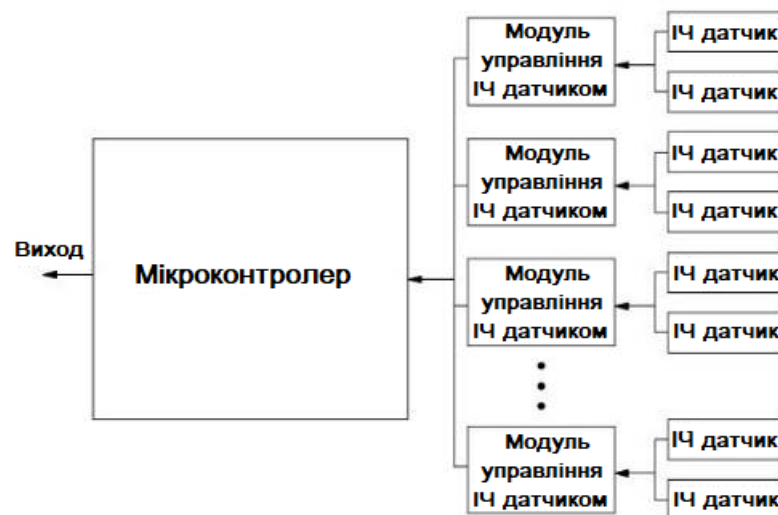 Модуль
управління
ІЧ датчиком
ІЧ датчик
ІЧ датчик
Модуль
управління
ІЧ датчиком
ІЧ датчик
ІЧ датчик
Виход
Мікроконтролер
Модуль
управління
ІЧ датчиком
ІЧ датчик
ІЧ датчик
Модуль
управління
ІЧ датчиком
ІЧ датчик
ІЧ датчик